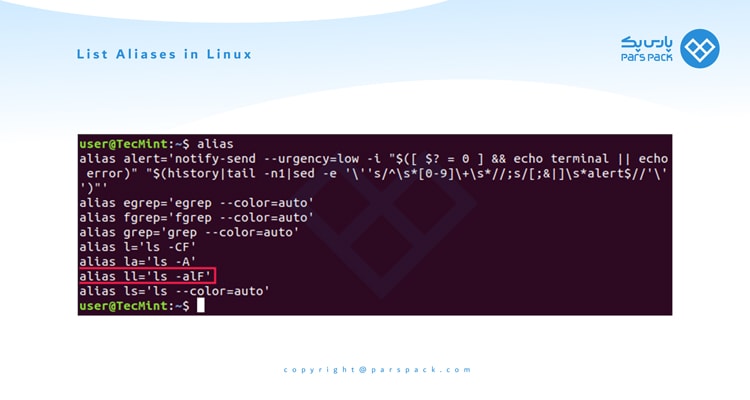 List Aliases in Linux
پارس پک
PARS PACK
user@TecMint:~$ alias
alias alert='notify-send --urgency=low -i "$([ $? = 0 ] && echo terminal || echo
 error)" "$(history|tail -n1|sed -e '\''s/^\s*[0-9]\+\s*//;s/[;&|]\s*alert$//'\'
')"'
alias egrep='egrep --color=auto'
alias fgrep='fgrep --color=auto'
alias grep='grep --color=auto'
alias l='ls -CF'
alias la='ls -A'
alias ll='ls -alF'
alias ls='ls --color=auto'
user@TecMint:~$
copyright@parspack.com